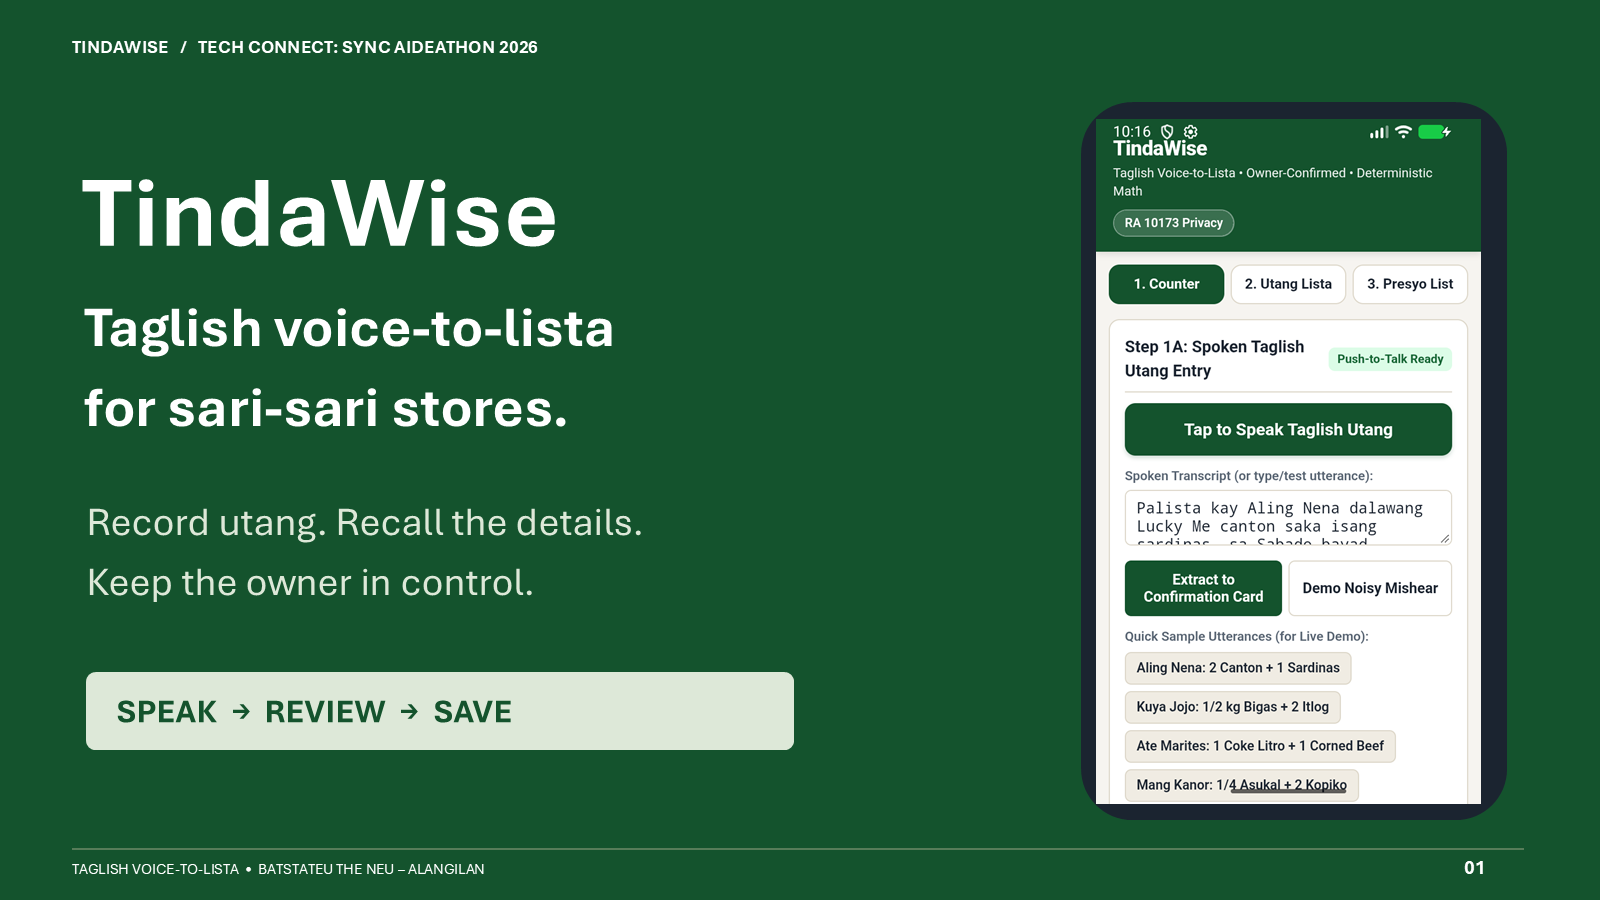 TINDAWISE / TECH CONNECT: SYNC AIDEATHON 2026
TindaWise
Taglish voice-to-lista
for sari-sari stores.
Record utang. Recall the details.
Keep the owner in control.
SPEAK → REVIEW → SAVE
10:16
TindaWise
Taglish Voice-to-Lista • Owner-Confirmed • Deterministic
Math
RA 10173 Privacy
1. Counter
2. Utang Lista
3. Presyo List
Step 1A: Spoken Taglish
Utang Entry
Push-to-Talk Ready
Tap to Speak Taglish Utang
Spoken Transcript (or type/test utterance):
Palista kay Aling Nena dalawang
Lucky Me canton saka isang
sardinas, sa Sabado bayad
Extract to
Confirmation Card
Demo Noisy Mishear
Quick Sample Utterances (for Live Demo):
Aling Nena: 2 Canton + 1 Sardinas
Kuya Jojo: 1/2 kg Bigas + 2 Itlog
Ate Marites: 1 Coke Litro + 1 Corned Beef
Mang Kanor: 1/4 Asukal + 2 Kopiko
TAGLISH VOICE-TO-LISTA • BATSTATEU THE NEU – ALANGILAN
01